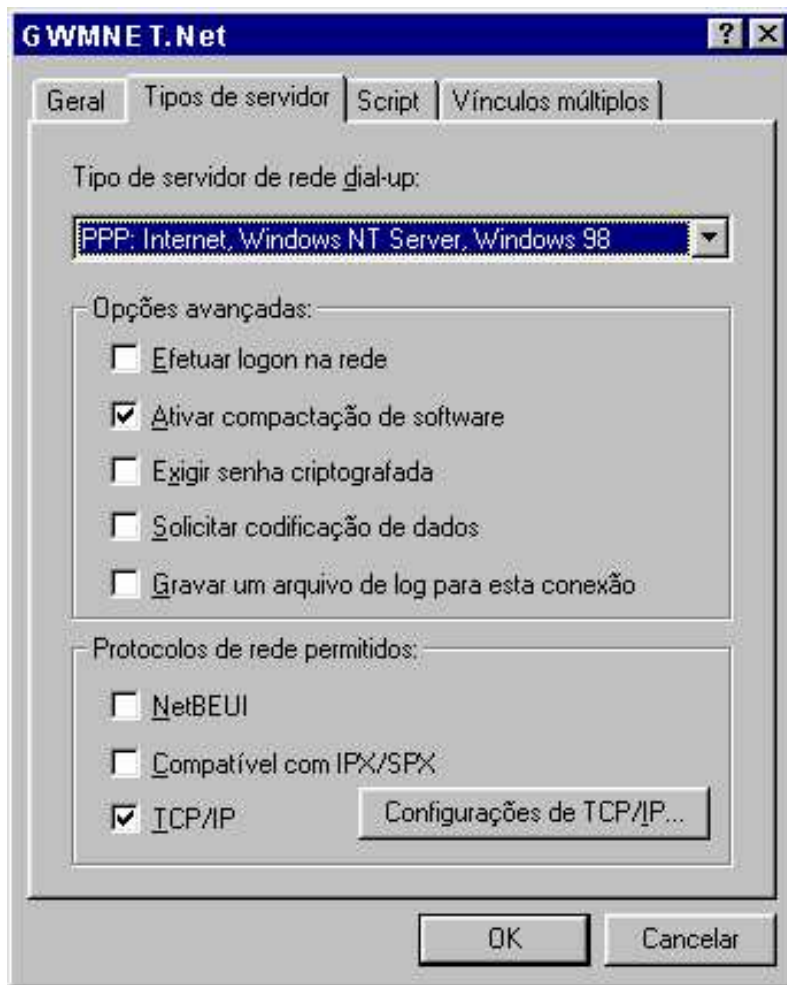 GWMNET.Net
Geral Tipos de servidor Script Vínculos múltiplos
Tipo de servidor de rede dial-up:
PPP: Internet, Windows NT Server, Windows 98
Opções avançadas:
Efetuar logon na rede
Ativar compactação de software
Exigir senha criptografada
Solicitar codificação de dados
Gravar um arquivo de log para esta conexão
Protocolos de rede permitidos:
NetBEUI
Compatível com IPX/SPX
TCP/IP Configurações de TCP/IP...
OK Cancelar